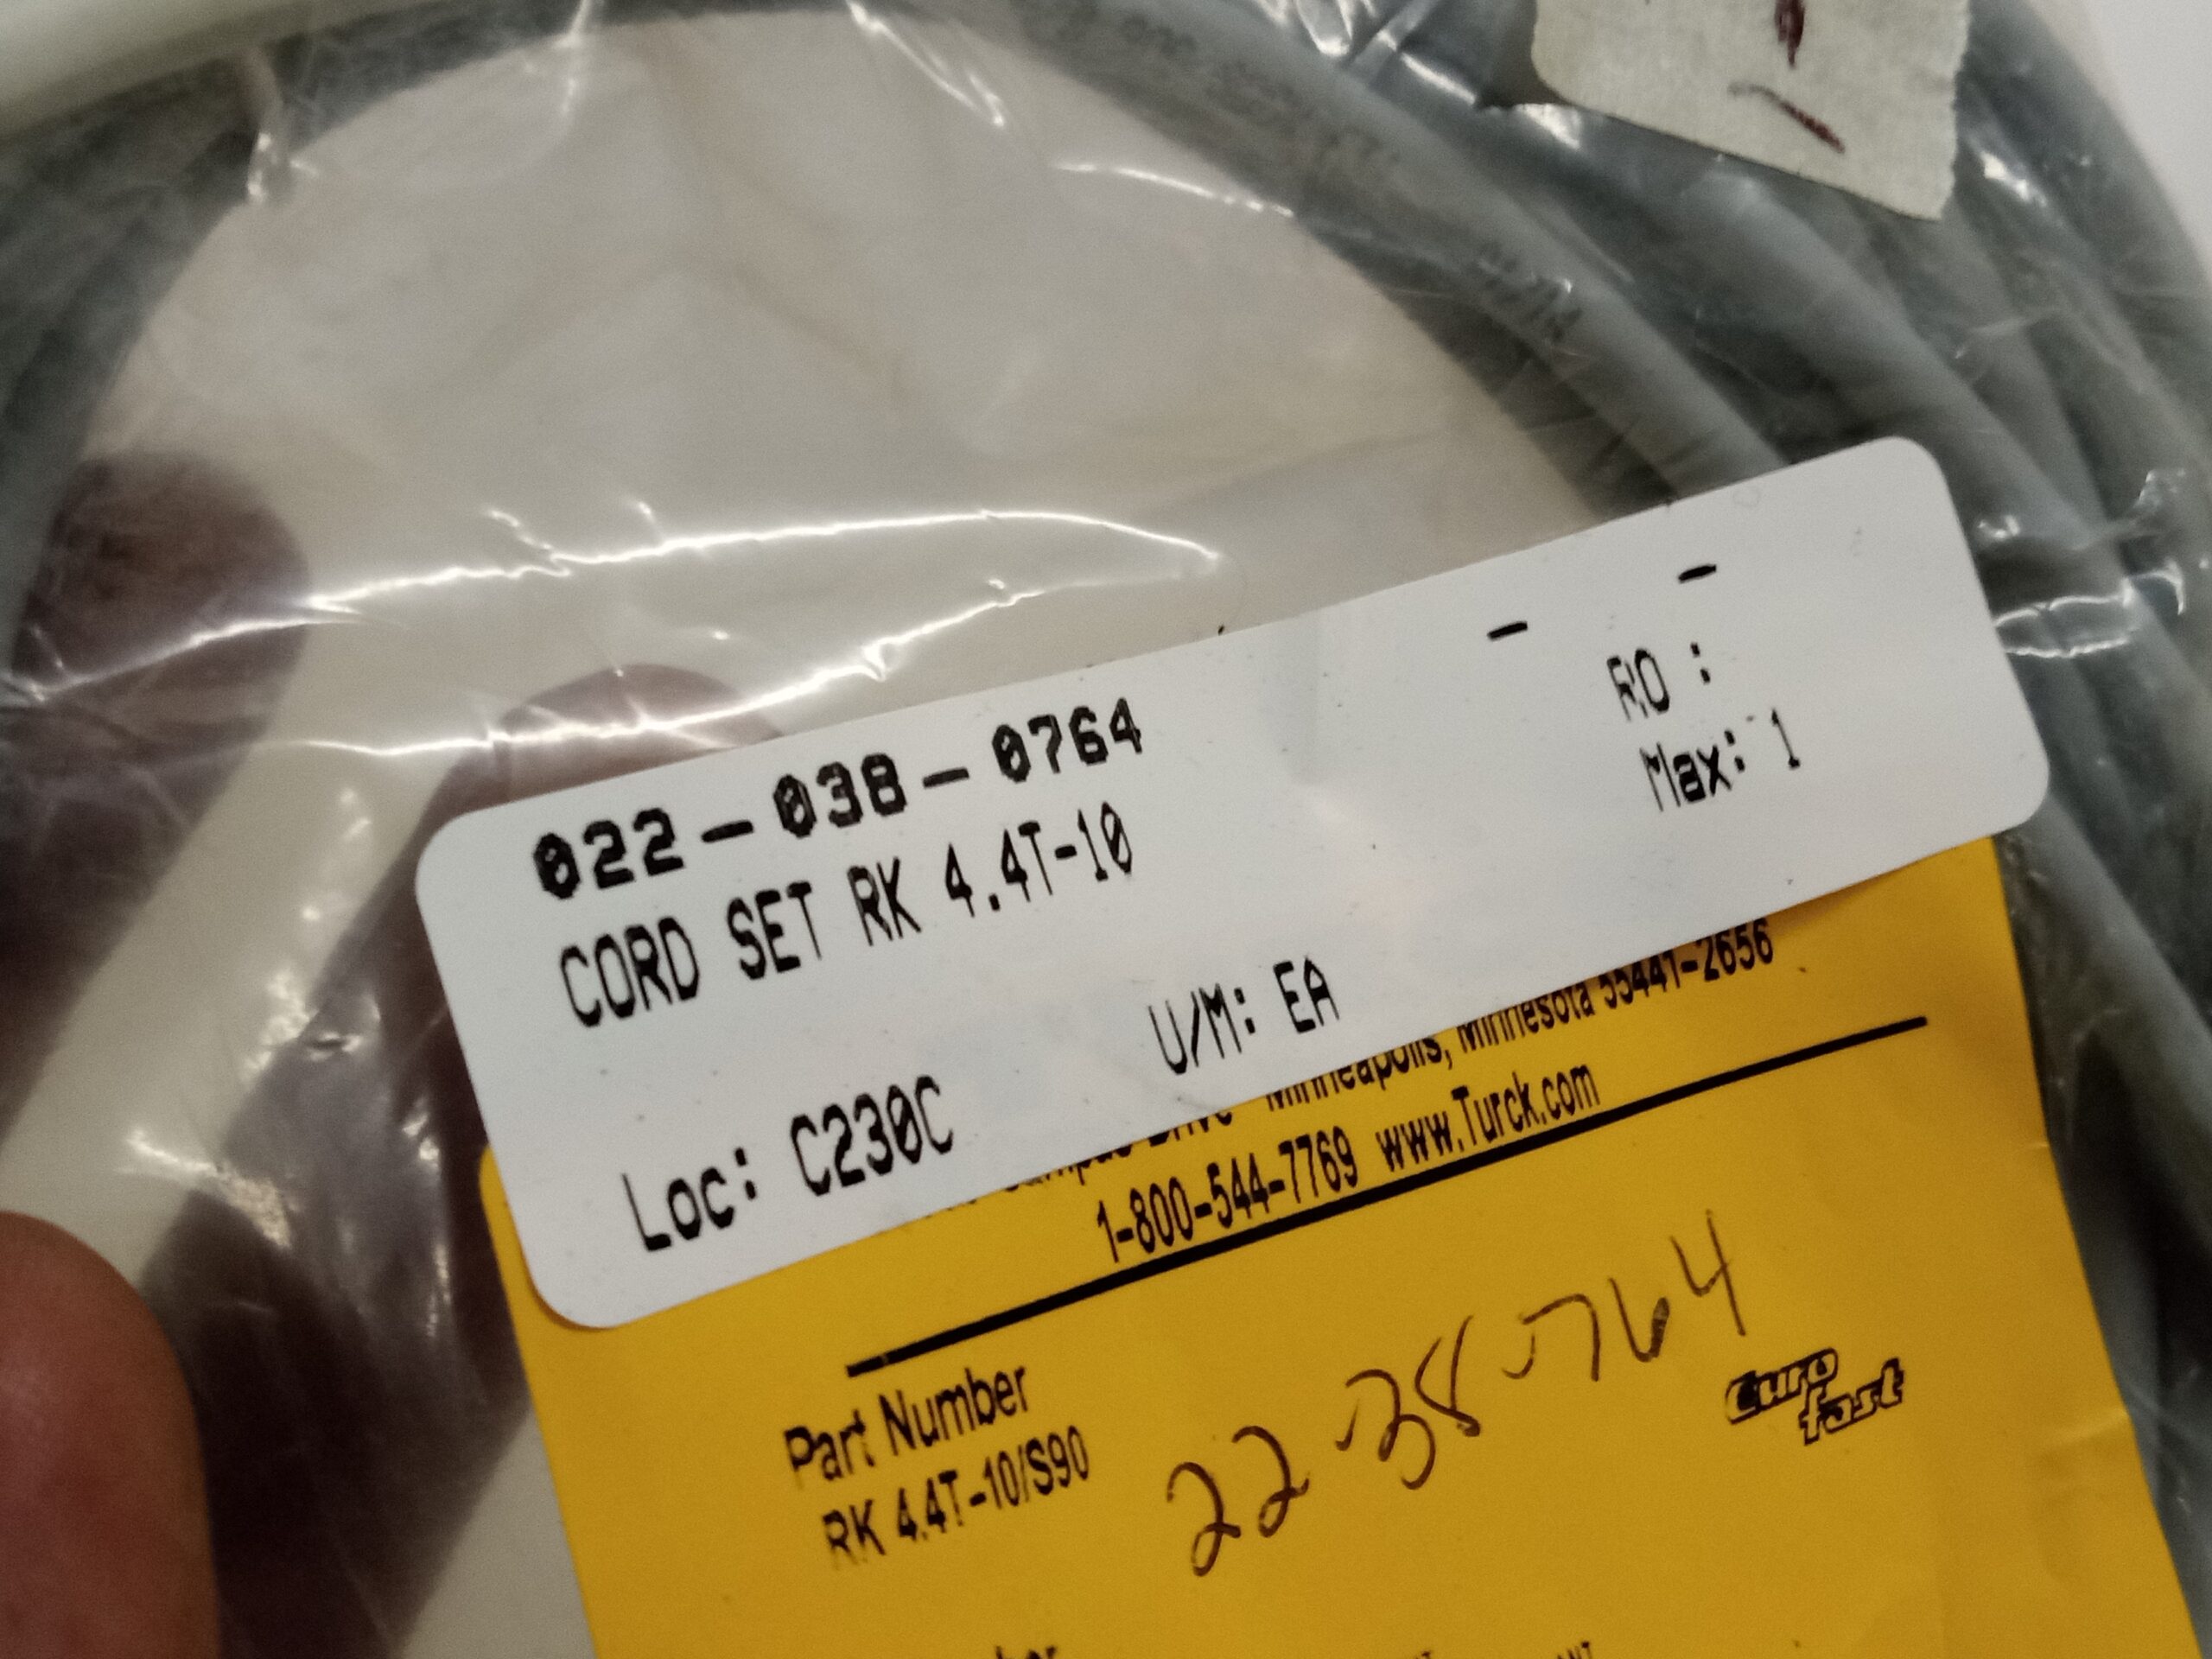 022-038-0764
CORD SET RK 4.4T-10
RO :
Max: 1
U/M: EA
Loc: C230C
Drive Minneapolis, Minnesota 55441-2656
1-800-544-7769 www.Turck.com
Part Number
RK 4.4T-10/S90
22-38-764
Euro
fast